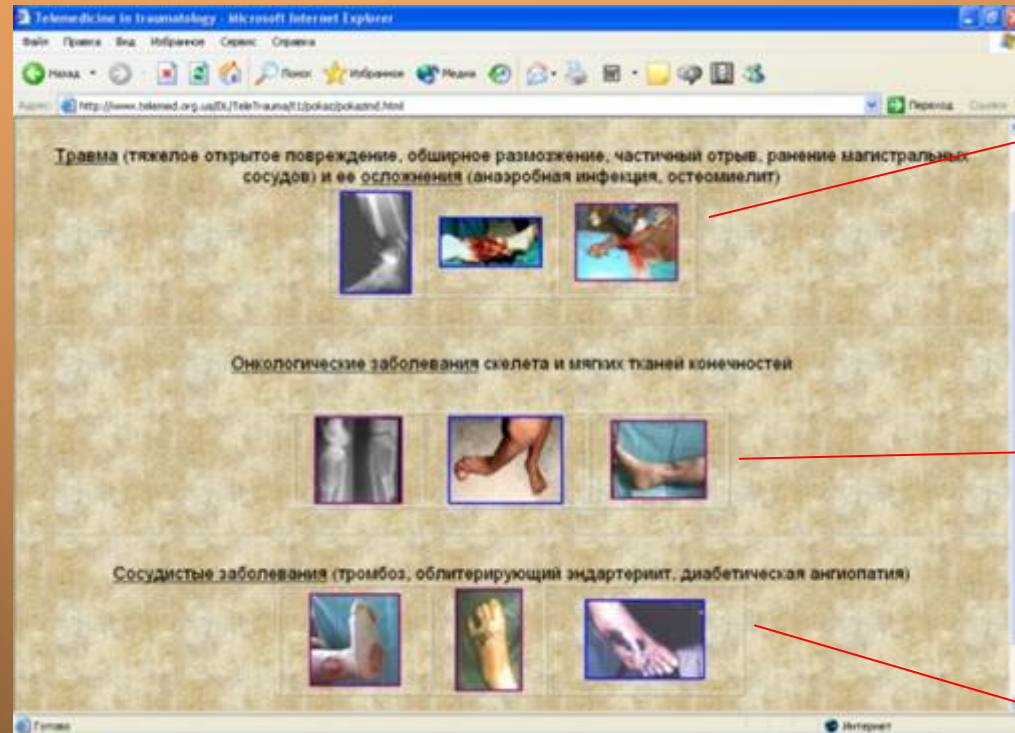 Telemedicine in traumatology - Microsoft Internet Explorer
Файл Правка Вид Избранное Сервис Справка
Назад Поиск Избранное Медиа
Адрес: http://www.telemed.org.ua/DL/TeleTrauma/t1/pokaz/pokazind.html Переход Ссылки
Травма (тяжелое открытое повреждение, обширное размозжение, частичный отрыв, ранение магистральных
сосудов) и ее осложнения (анаэробная инфекция, остеомиелит)
Онкологические заболевания скелета и мягких тканей конечностей
Сосудистые заболевания (тромбоз, облитерирующий эндартериит, диабетическая ангиопатия)
Готово Интернет